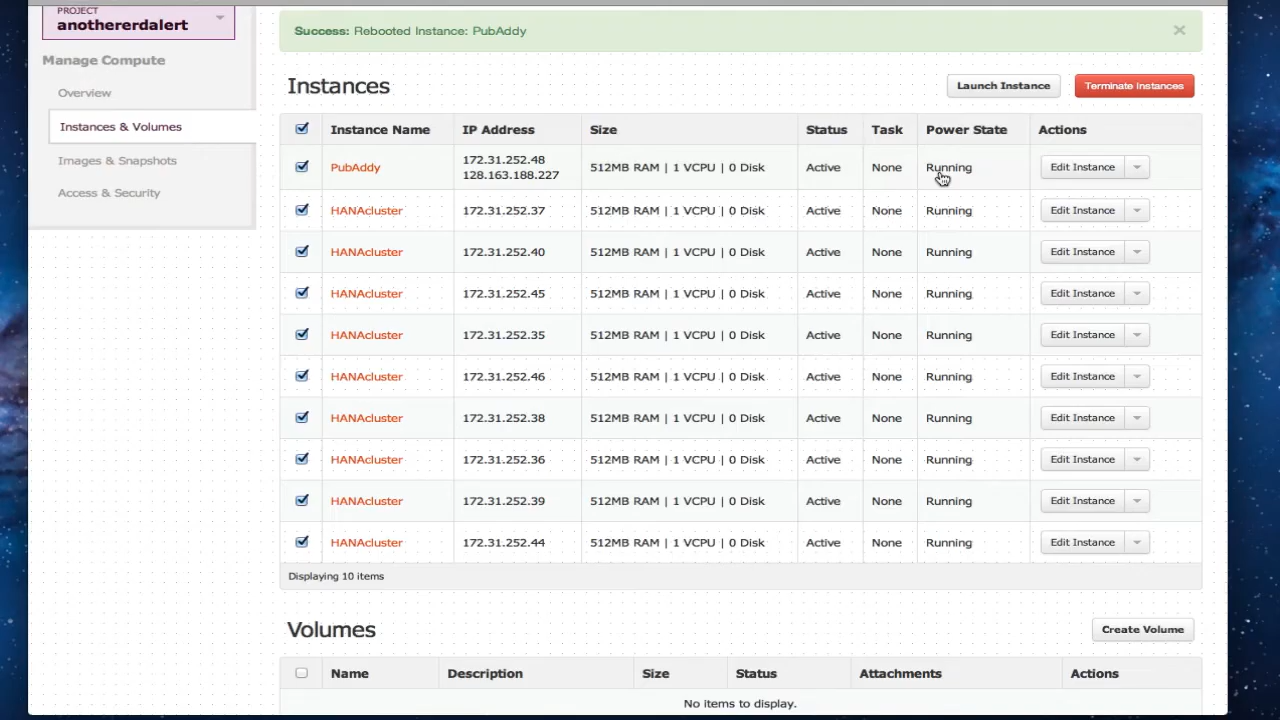 PROJECT
anothererdalert
Manage Compute
Overview
Instances & Volumes
Images & Snapshots
Access & Security
Success: Rebooted Instance: PubAddy ×
Instances Launch Instance Terminate Instances
Instance Name IP Address Size Status Task Power State Actions
PubAddy 172.31.252.48 128.163.188.227 512MB RAM | 1 VCPU | 0 Disk Active None Running Edit Instance
HANAcluster 172.31.252.37 512MB RAM | 1 VCPU | 0 Disk Active None Running Edit Instance
HANAcluster 172.31.252.40 512MB RAM | 1 VCPU | 0 Disk Active None Running Edit Instance
HANAcluster 172.31.252.45 512MB RAM | 1 VCPU | 0 Disk Active None Running Edit Instance
HANAcluster 172.31.252.35 512MB RAM | 1 VCPU | 0 Disk Active None Running Edit Instance
HANAcluster 172.31.252.46 512MB RAM | 1 VCPU | 0 Disk Active None Running Edit Instance
HANAcluster 172.31.252.38 512MB RAM | 1 VCPU | 0 Disk Active None Running Edit Instance
HANAcluster 172.31.252.36 512MB RAM | 1 VCPU | 0 Disk Active None Running Edit Instance
HANAcluster 172.31.252.39 512MB RAM | 1 VCPU | 0 Disk Active None Running Edit Instance
HANAcluster 172.31.252.44 512MB RAM | 1 VCPU | 0 Disk Active None Running Edit Instance
Displaying 10 items
Volumes Create Volume
Name Description Size Status Attachments Actions
No items to display.